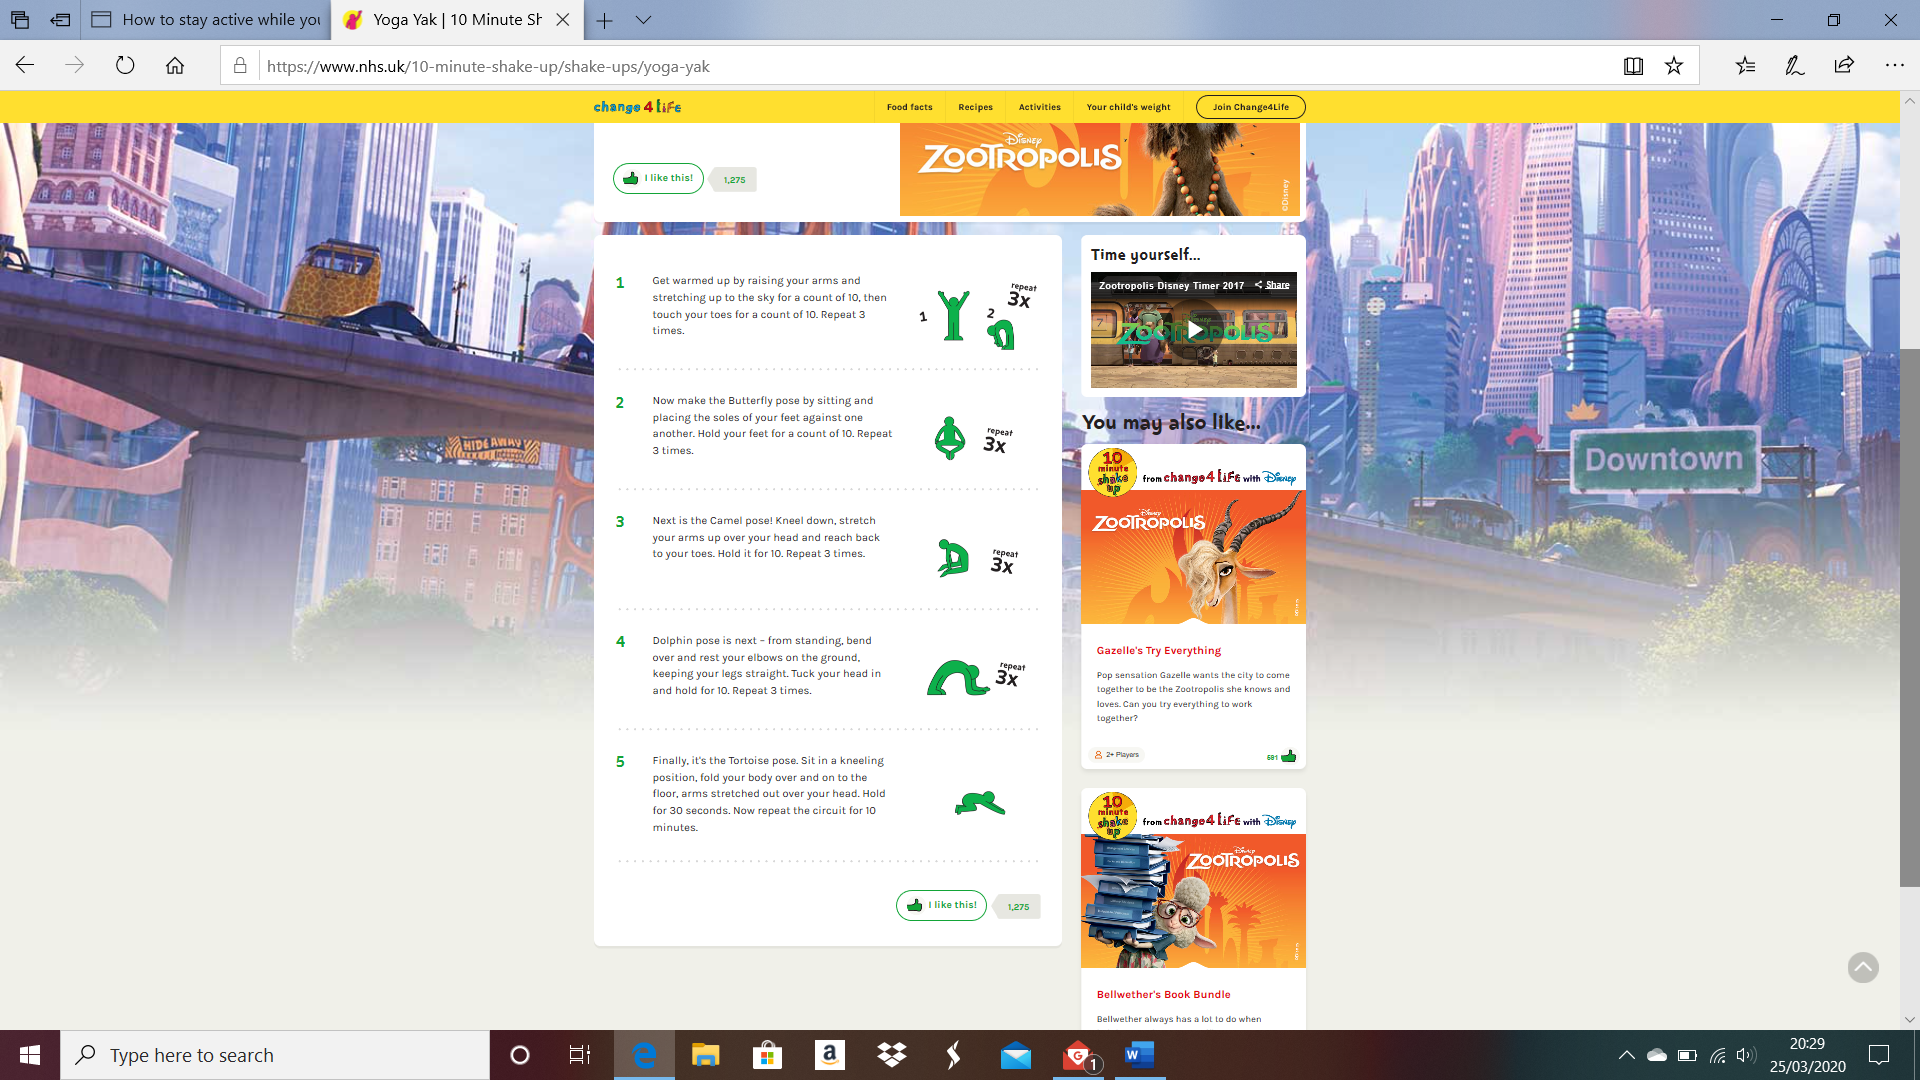 How to stay active while you
Yoga Yak | 10 Minute Sh
https://www.nhs.uk/10-minute-shake-up/shake-ups/yoga-yak
change 4 LiFe
Food facts
Recipes
Activities
Your child's weight
Join Change4Life
I like this!
1,275
Disney
ZOOTROPOLIS
©Disney
1
Get warmed up by raising your arms and
stretching up to the sky for a count of 10, then
touch your toes for a count of 10. Repeat 3
times.
1
2
repeat
3x
2
Now make the Butterfly pose by sitting and
placing the soles of your feet against one
another. Hold your feet for a count of 10. Repeat
3 times.
repeat
3x
3
Next is the Camel pose! Kneel down, stretch
your arms up over your head and reach back
to your toes. Hold it for 10. Repeat 3 times.
repeat
3x
4
Dolphin pose is next – from standing, bend
over and rest your elbows on the ground,
keeping your legs straight. Tuck your head in
and hold for 10. Repeat 3 times.
repeat
3x
5
Finally, it's the Tortoise pose. Sit in a kneeling
position, fold your body over and on to the
floor, arms stretched out over your head. Hold
for 30 seconds. Now repeat the circuit for 10
minutes.
I like this!
1,275
Time yourself...
Zootropolis Disney Timer 2017
Share
7
ZOOTROPOLIS
You may also like...
10
minute
shake
up
from change4LiFe with Disney
Disney
ZOOTROPOLIS
Gazelle's Try Everything
Pop sensation Gazelle wants the city to come
together to be the Zootropolis she knows and
loves. Can you try everything to work
together?
2+ Players
591
10
minute
shake
up
from change4LiFe with Disney
Disney
ZOOTROPOLIS
Bellwether's Book Bundle
Bellwether always has a lot to do when
HIDEAWAY
Downtown
Type here to search
1
20:29
25/03/2020